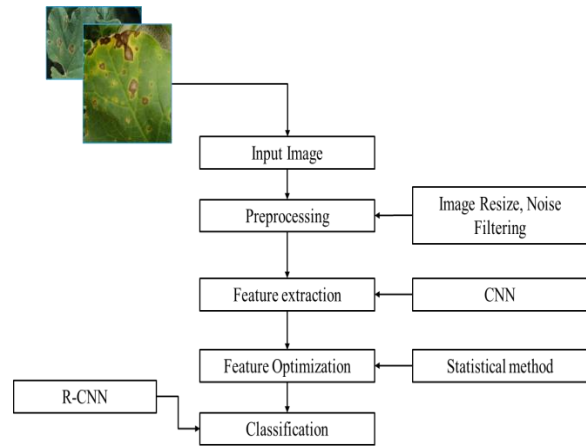 Input Image
Preprocessing
Image Resize, Noise
Filtering
Feature extraction
CNN
Feature Optimization
Statistical method
R-CNN
Classification